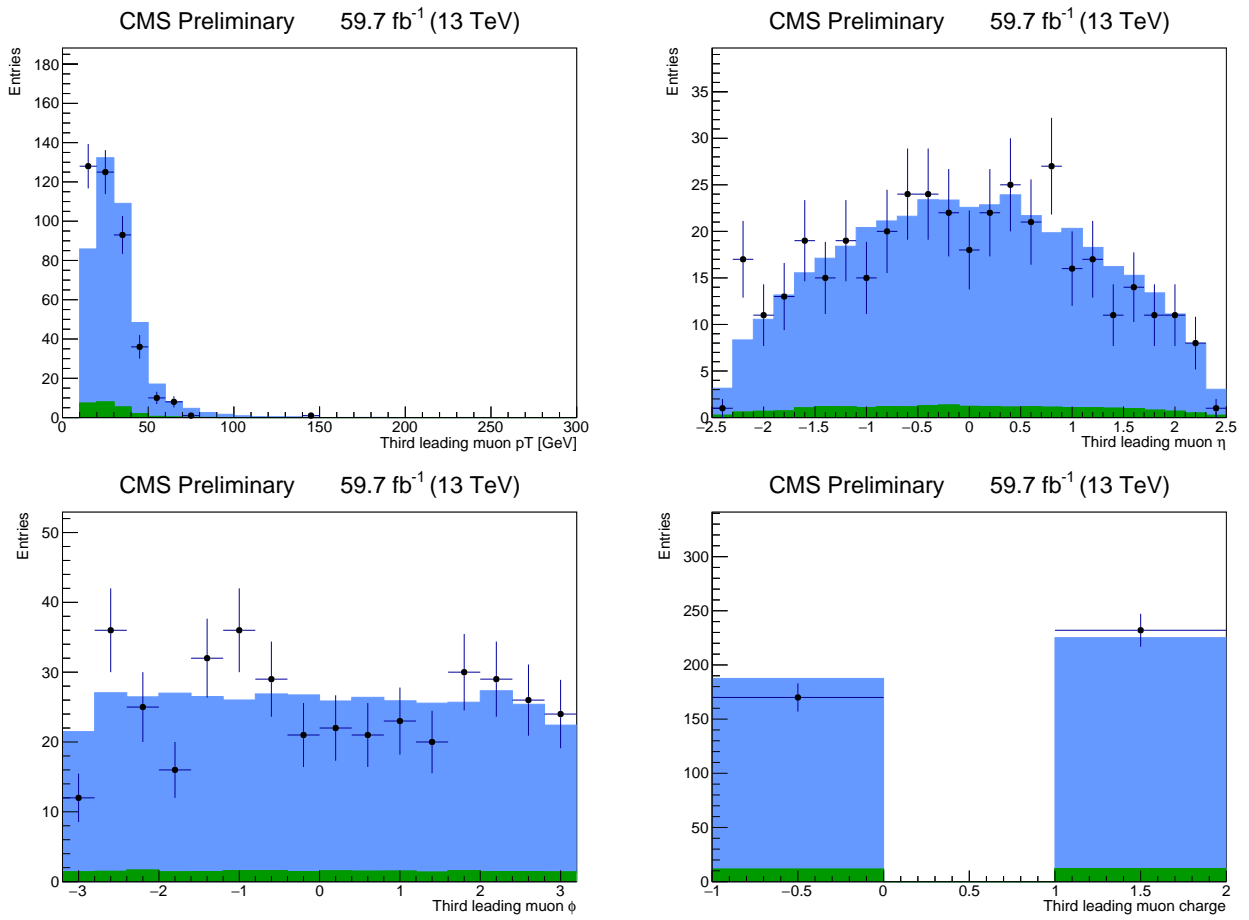 CMS Preliminary 59.7 fb⁻¹ (13 TeV)
Entries
180
160
140
120
100
80
60
40
20
0
0 50 100 150 200 250 300
Third leading muon pT [GeV]
CMS Preliminary 59.7 fb⁻¹ (13 TeV)
Entries
35
30
25
20
15
10
5
0
−2.5 −2 −1.5 −1 −0.5 0 0.5 1 1.5 2 2.5
Third leading muon η
CMS Preliminary 59.7 fb⁻¹ (13 TeV)
Entries
50
40
30
20
10
0
−3 −2 −1 0 1 2 3
Third leading muon ϕ
CMS Preliminary 59.7 fb⁻¹ (13 TeV)
Entries
300
250
200
150
100
50
0
−1 −0.5 0 0.5 1 1.5 2
Third leading muon charge